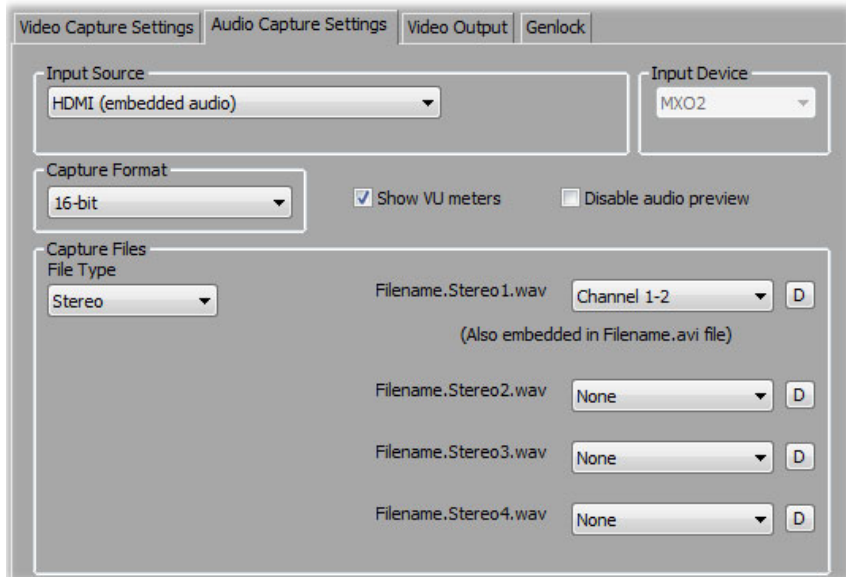 Video Capture Settings Audio Capture Settings Video Output Genlock
Input Source
HDMI (embedded audio)
Input Device
MXO2
Capture Format
16-bit
Show VU meters
Disable audio preview
Capture Files
File Type
Stereo
Filename.Stereo1.wav Channel 1-2 D
(Also embedded in Filename.avi file)
Filename.Stereo2.wav None D
Filename.Stereo3.wav None D
Filename.Stereo4.wav None D